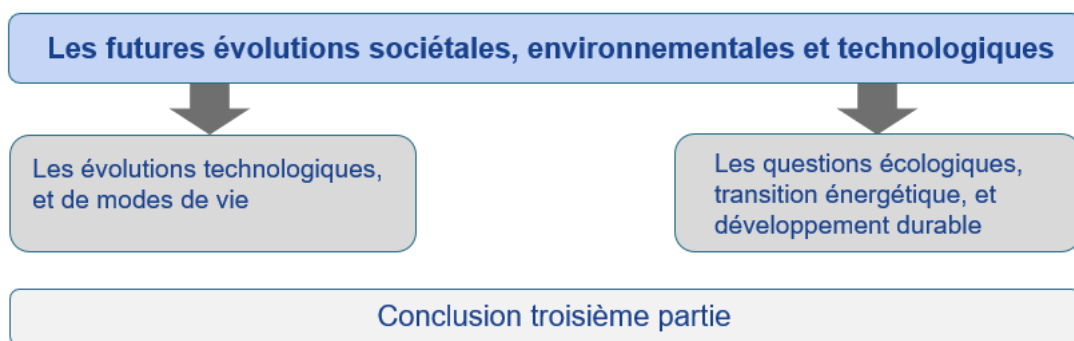 Les futures évolutions sociétales, environnementales et technologiques
Les évolutions technologiques,
et de modes de vie
Les questions écologiques,
transition énergétique, et
développement durable
Conclusion troisième partie